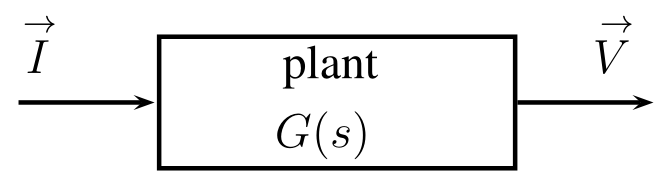 I⃗
plant
G(s)
V⃗